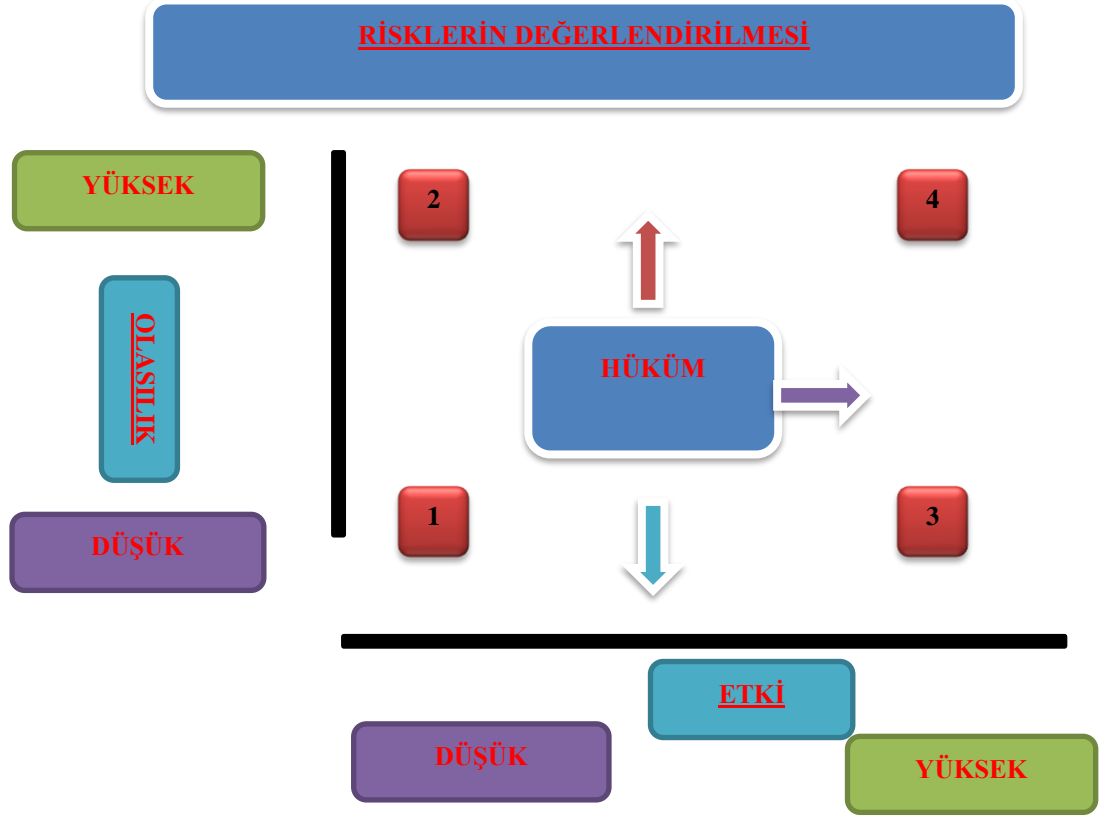 RİSKLERİN DEĞERLENDİRİLMESİ
YÜKSEK
2
4
OLASILIK
HÜKÜM
DÜŞÜK
1
3
ETKİ
DÜŞÜK
YÜKSEK